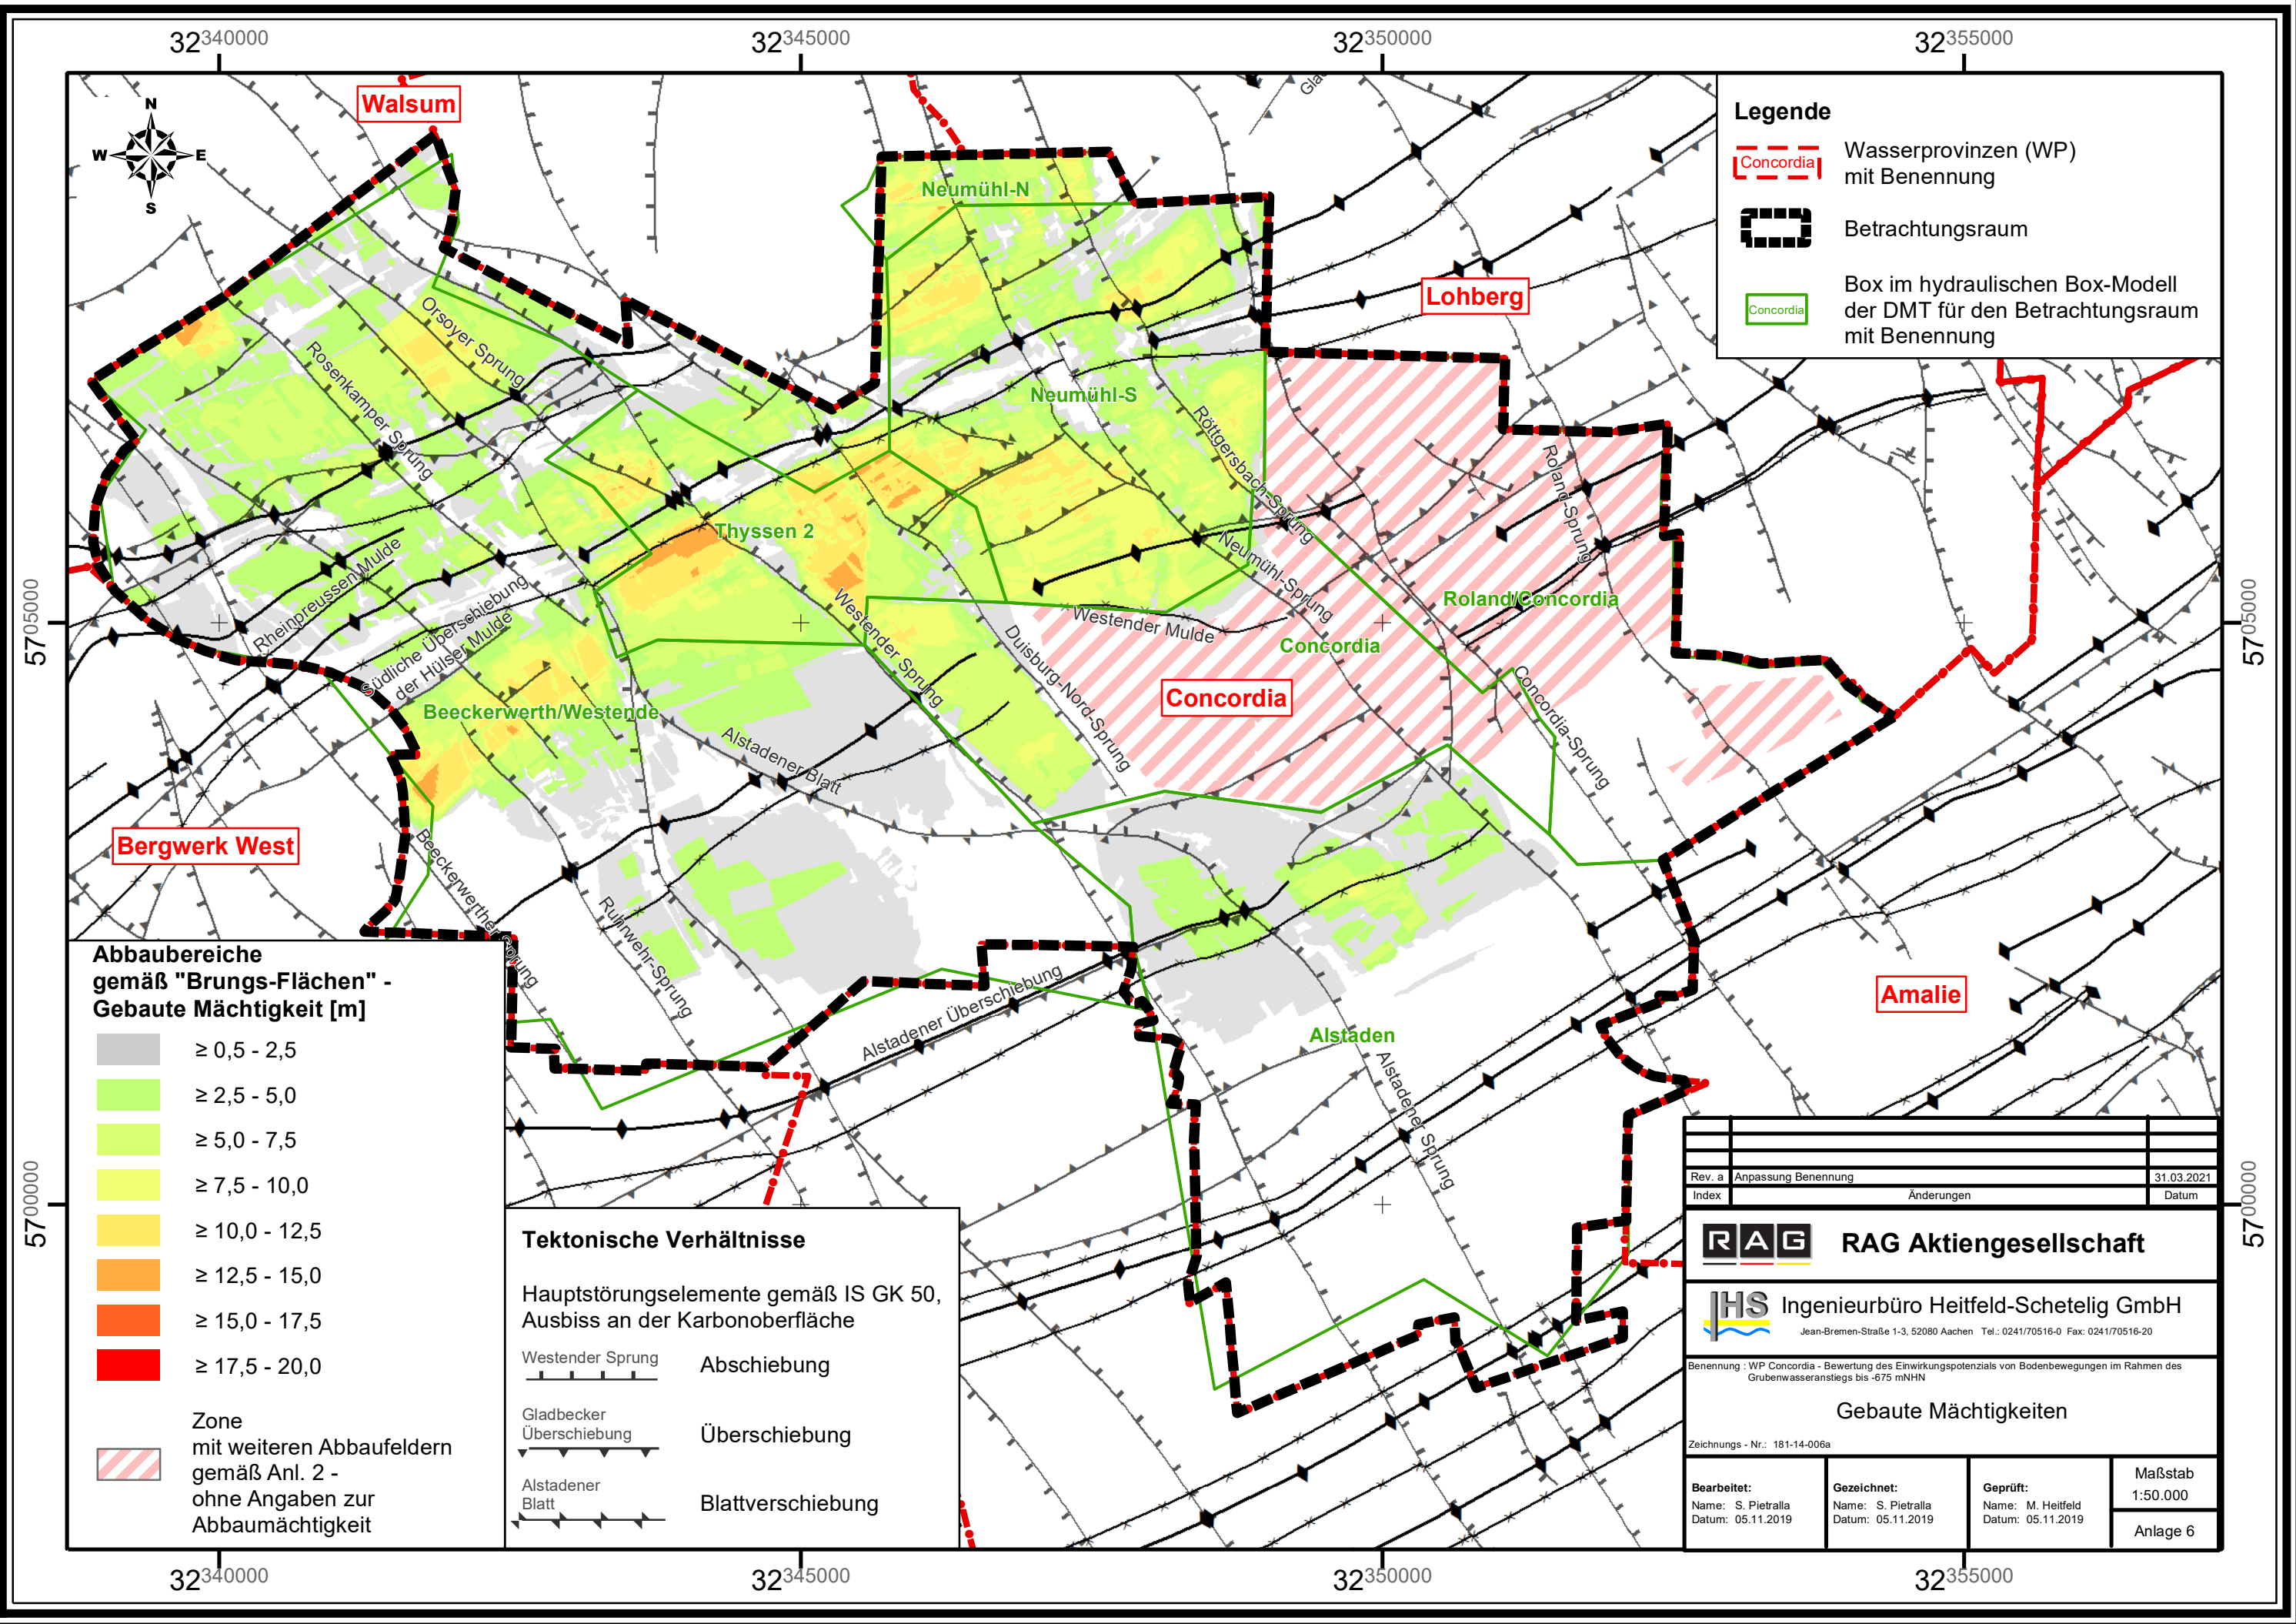 32340000
32345000
32350000
32355000
N
W
E
S
Walsum
Neumühl-N
Lohberg
Orsoyer Sprung
Rosenkamper Sprung
Neumühl-S
Röttgersbach-Sprung
Roland-Sprung
Thyssen 2
Rheinpreussen Mulde
Südliche Überschiebung
der Hülser Mulde
Westender Sprung
Neumühl-Sprung
Westender Mulde
Roland/Concordia
Concordia
Concordia
Duisburg-Nord-Sprung
Concordia-Sprung
Beeckerwerth/Westende
Alstadener Blatt
Bergwerk West
Beeckerwerther Sprung
Ruhrwehr-Sprung
Alstadener Überschiebung
Alstaden
Alstadener Sprung
Amalie
5705000
5705000
5700000
5700000
Legende
Concordia
Wasserprovinzen (WP)
mit Benennung
Betrachtungsraum
Concordia
Box im hydraulischen Box-Modell
der DMT für den Betrachtungsraum
mit Benennung
Abbaubereiche
gemäß "Brungs-Flächen" -
Gebaute Mächtigkeit [m]
≥ 0,5 - 2,5
≥ 2,5 - 5,0
≥ 5,0 - 7,5
≥ 7,5 - 10,0
≥ 10,0 - 12,5
≥ 12,5 - 15,0
≥ 15,0 - 17,5
≥ 17,5 - 20,0
Zone
mit weiteren Abbaufeldern
gemäß Anl. 2 -
ohne Angaben zur
Abbaumächtigkeit
Tektonische Verhältnisse
Hauptstörungselemente gemäß IS GK 50,
Ausbiss an der Karbonoberfläche
Westender Sprung
Abschiebung
Gladbecker
Überschiebung
Überschiebung
Alstadener
Blatt
Blattverschiebung
Rev. a Anpassung Benennung 31.03.2021
Index Änderungen Datum
RAG
RAG Aktiengesellschaft
IHS
Ingenieurbüro Heitfeld-Schetelig GmbH
Jean-Bremen-Straße 1-3, 52080 Aachen Tel.: 0241/70516-0 Fax: 0241/70516-20
Benennung : WP Concordia - Bewertung des Einwirkungspotenzials von Bodenbewegungen im Rahmen des
Grubenwasseranstiegs bis -675 mNHN
Gebaute Mächtigkeiten
Zeichnungs - Nr.: 181-14-006a
Bearbeitet:
Name: S. Pietralla
Datum: 05.11.2019
Gezeichnet:
Name: S. Pietralla
Datum: 05.11.2019
Geprüft:
Name: M. Heitfeld
Datum: 05.11.2019
Maßstab
1:50.000
Anlage 6
32340000
32345000
32350000
32355000